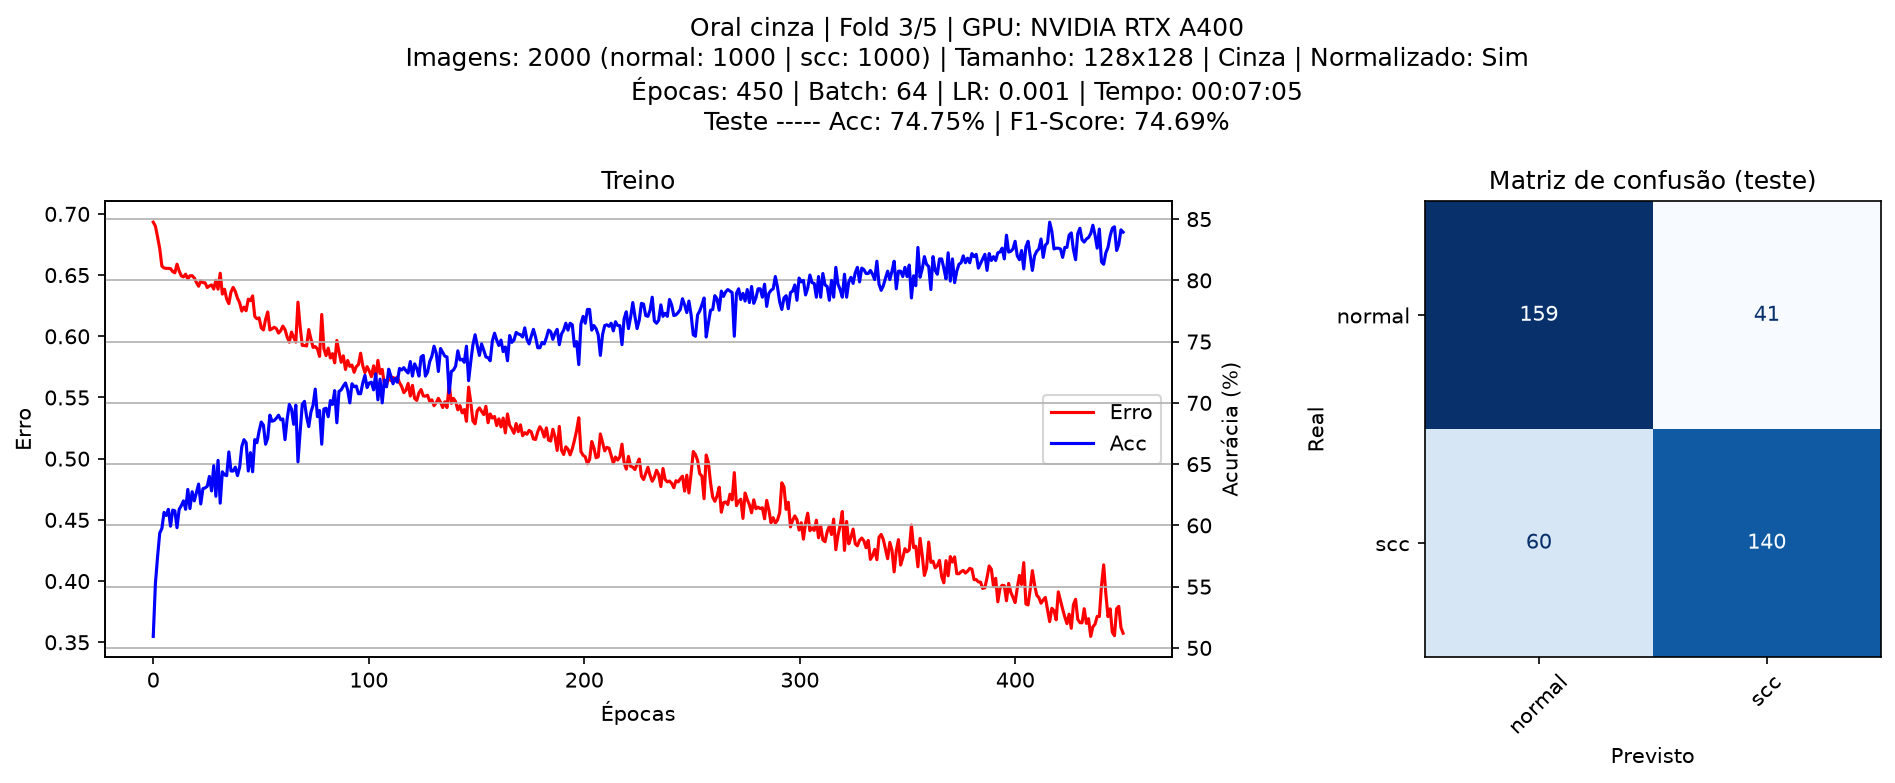 Oral cinza | Fold 3/5 | GPU: NVIDIA RTX A400
Imagens: 2000 (normal: 1000 | scc: 1000) | Tamanho: 128x128 | Cinza | Normalizado: Sim
Épocas: 450 | Batch: 64 | LR: 0.001 | Tempo: 00:07:05
Teste ----- Acc: 74.75% | F1-Score: 74.69%
Treino
0.70
0.65
0.60
0.55
0.50
0.45
0.40
0.35
Erro
0 100 200 300 400
Épocas
85
80
75
70
65
60
55
50
Acurácia (%)
Erro
Acc
Matriz de confusão (teste)
normal
scc
Real
159 41
60 140
normal scc
Previsto